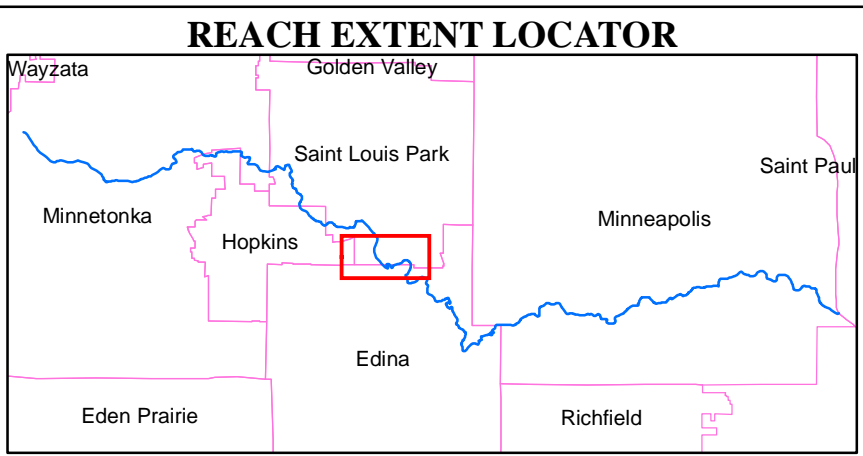 REACH EXTENT LOCATOR
Wayzata
Golden Valley
Saint Louis Park
Saint Paul
Minnetonka
Minneapolis
Hopkins
Edina
Eden Prairie
Richfield